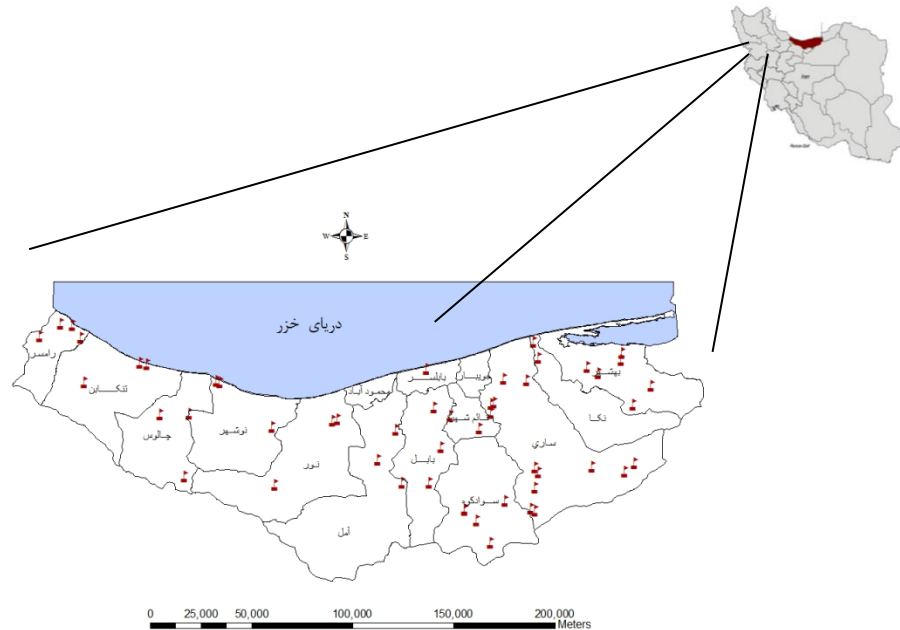 Iran
N
W E
S
دریای خزر
رامسر
تنکابن
چالوس
نوشهر
نور
محمود آباد
آمل
بابلسر
بابل
جویبار
قائم شهر
سوادکوه
ساری
بهشهر
نکا
0 25,000 50,000 100,000 150,000 200,000
Meters